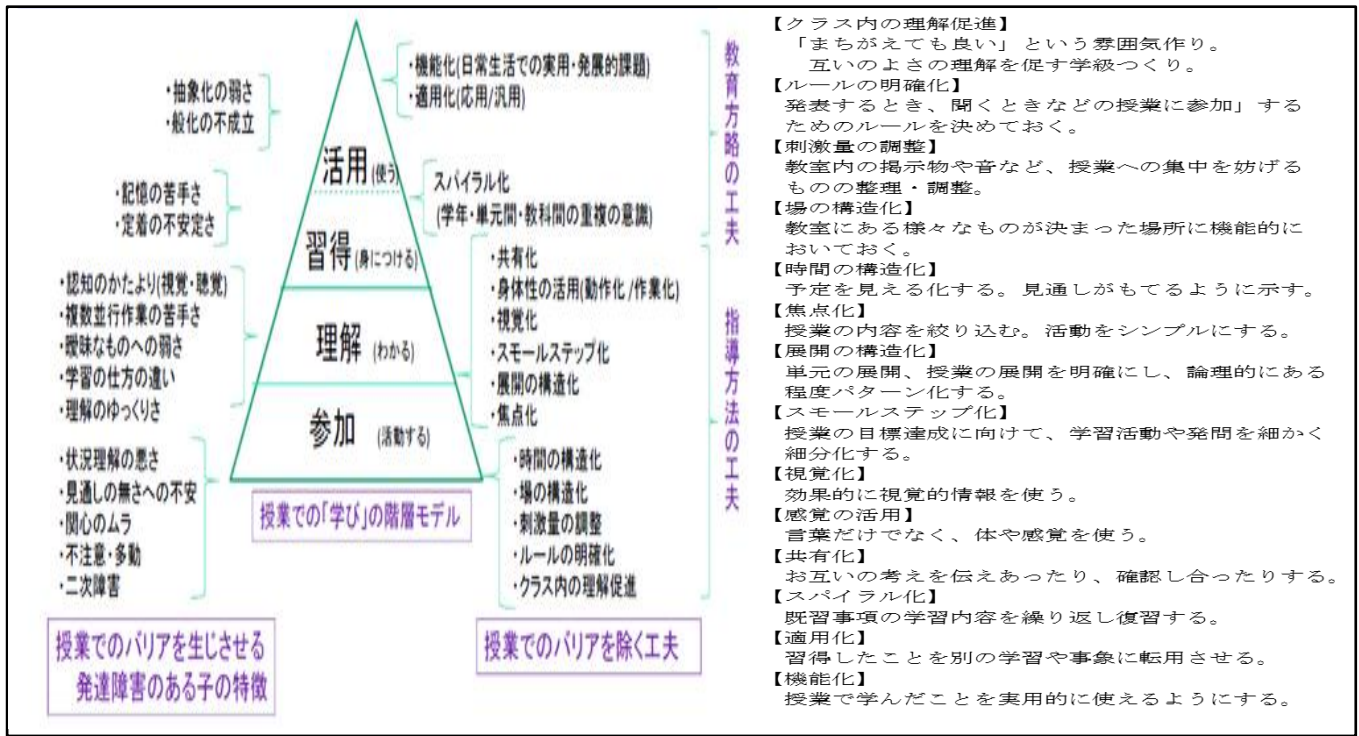 ・抽象化の弱さ
・般化の不成立
・記憶の苦手さ
・定着の不安定さ
・認知のかたより(視覚・聴覚)
・複数並行作業の苦手さ
・曖昧なものへの弱さ
・学習の仕方の違い
・理解のゆっくりさ
・状況理解の悪さ
・見通しの無さへの不安
・関心のムラ
・不注意・多動
・二次障害
授業でのバリアを生じさせる
発達障害のある子の特徴
活用(使う)
習得(身につける)
理解 (わかる)
参加 (活動する)
授業での「学び」の階層モデル
・機能化(日常生活での実用・発展的課題)
・適用化(応用/汎用)
スパイラル化
(学年・単元間・教科間の重複の意識)
・共有化
・身体性の活用(動作化/作業化)
・視覚化
・スモールステップ化
・展開の構造化
・焦点化
・時間の構造化
・場の構造化
・刺激量の調整
・ルールの明確化
・クラス内の理解促進
授業でのバリアを除く工夫
教育方略の工夫
指導方法の工夫
【クラス内の理解促進】
「まちがえても良い」という雰囲気作り。
互いのよさの理解を促す学級つくり。
【ルールの明確化】
発表するとき、聞くときなどの授業に参加」する
ためのルールを決めておく。
【刺激量の調整】
教室内の掲示物や音など、授業への集中を妨げる
ものの整理・調整。
【場の構造化】
教室にある様々なものが決まった場所に機能的に
おいておく。
【時間の構造化】
予定を見える化する。見通しがもてるように示す。
【焦点化】
授業の内容を絞り込む。活動をシンプルにする。
【展開の構造化】
単元の展開、授業の展開を明確にし、論理的にある
程度パターン化する。
【スモールステップ化】
授業の目標達成に向けて、学習活動や発問を細かく
細分化する。
【視覚化】
効果的に視覚的情報を使う。
【感覚の活用】
言葉だけでなく、体や感覚を使う。
【共有化】
お互いの考えを伝えあったり、確認し合ったりする。
【スパイラル化】
既習事項の学習内容を繰り返し復習する。
【適用化】
習得したことを別の学習や事象に転用させる。
【機能化】
授業で学んだことを実用的に使えるようにする。